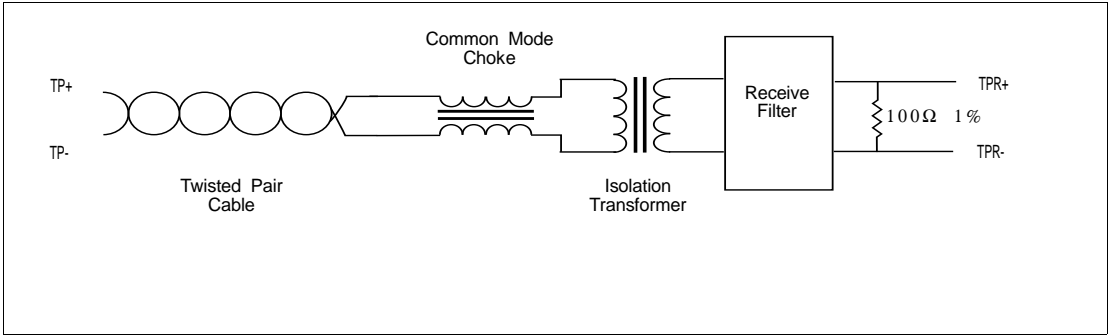 Common Mode
Choke
TP+
TP-
Twisted Pair
Cable
Isolation
Transformer
Receive
Filter
TPR+
100Ω 1%
TPR-